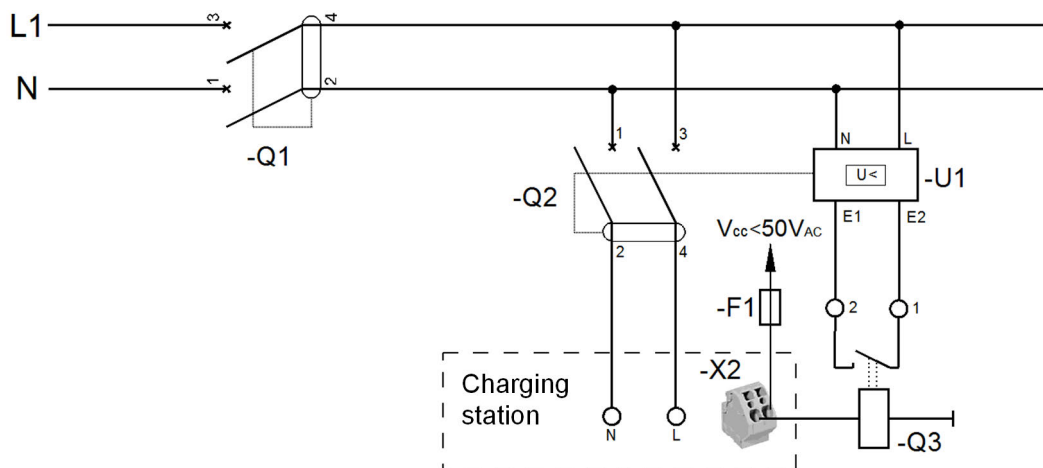 L1
3
4
N
1
2
-Q1
1
3
N
L
U<
-U1
-Q2
E1
E2
2
4
Vcc<50VAC
-F1
2
1
-X2
Charging
station
N
L
-Q3